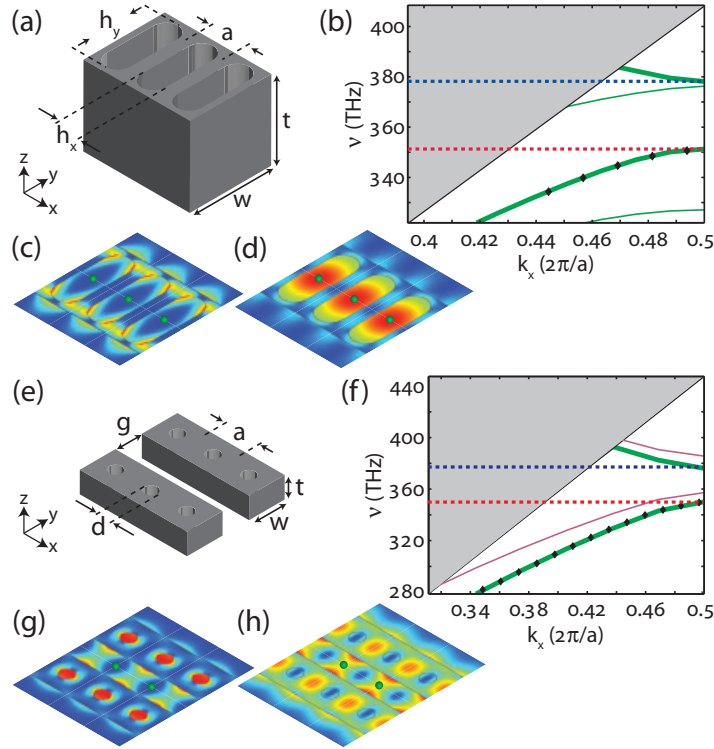 (a)
h_y
a
h_x
t
w
z
y
x
(b)
400
380
360
340
ν (THz)
0.4 0.42 0.44 0.46 0.48 0.5
k_x (2π/a)
(c)
(d)
(e)
g
a
d
t
w
z
y
x
(f)
440
400
360
320
280
ν (THz)
0.34 0.38 0.42 0.46 0.5
k_x (2π/a)
(g)
(h)